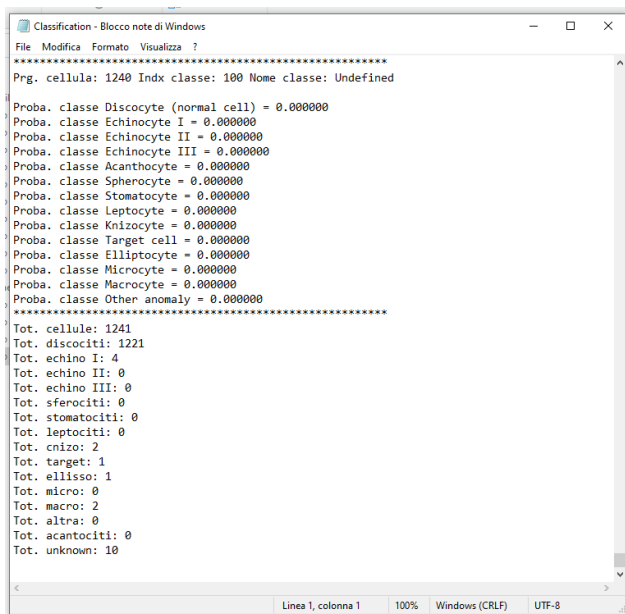 Classification - Blocco note di Windows
File Modifica Formato Visualizza ?
*********************************************************
Prg. cellula: 1240 Indx classe: 100 Nome classe: Undefined
Proba. classe Discocyte (normal cell) = 0.000000
Proba. classe Echinocyte I = 0.000000
Proba. classe Echinocyte II = 0.000000
Proba. classe Echinocyte III = 0.000000
Proba. classe Acanthocyte = 0.000000
Proba. classe Spherocyte = 0.000000
Proba. classe Stomatocyte = 0.000000
Proba. classe Leptocyte = 0.000000
Proba. classe Knizocyte = 0.000000
Proba. classe Target cell = 0.000000
Proba. classe Elliptocyte = 0.000000
Proba. classe Microcyte = 0.000000
Proba. classe Macrocyte = 0.000000
Proba. classe Other anomaly = 0.000000
*********************************************************
Tot. cellule: 1241
Tot. discociti: 1221
Tot. echino I: 4
Tot. echino II: 0
Tot. echino III: 0
Tot. sferociti: 0
Tot. stomatociti: 0
Tot. leptociti: 0
Tot. cnizo: 2
Tot. target: 1
Tot. ellisso: 1
Tot. micro: 0
Tot. macro: 2
Tot. altra: 0
Tot. acantociti: 0
Tot. unknown: 10
Linea 1, colonna 1 100% Windows (CRLF) UTF-8